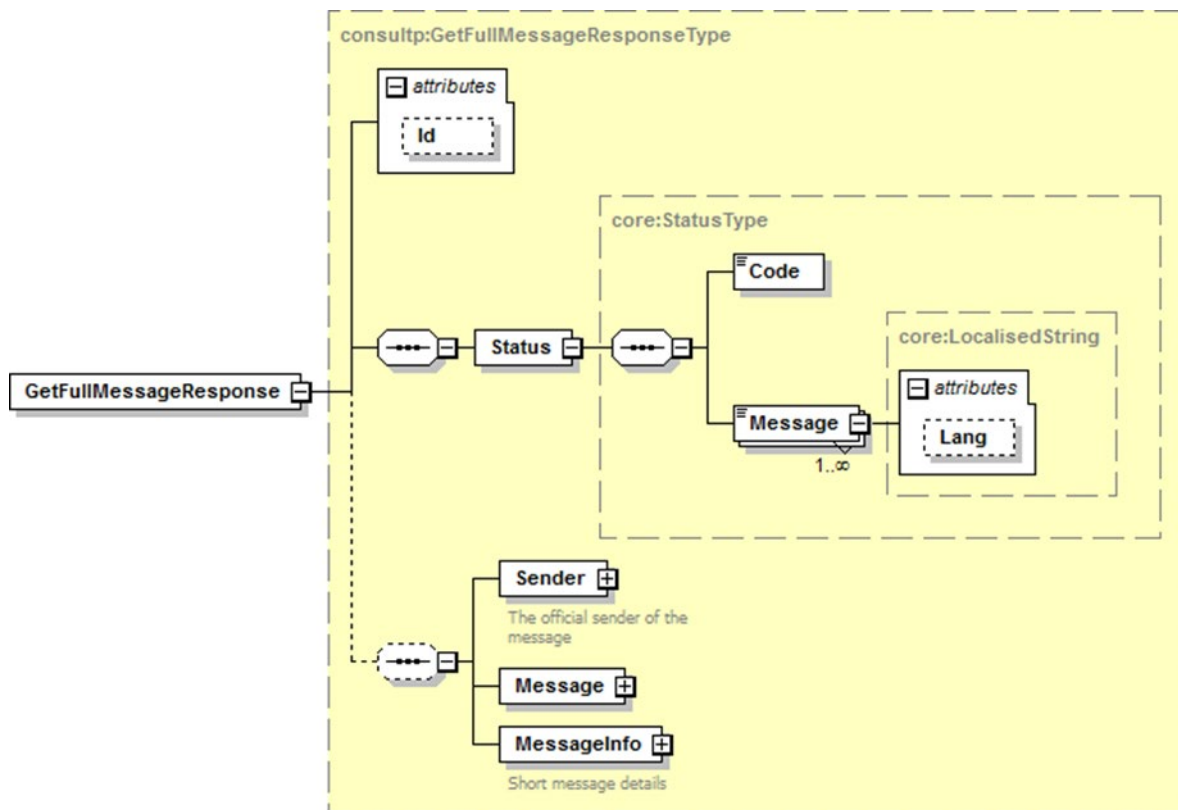 consultp:GetFullMessageResponseType
attributes
Id
core:StatusType
Code
core:LocalisedString
Status
attributes
GetFullMessageResponse
Message
Lang
1..∞
Sender
The official sender of the
message
Message
MessageInfo
Short message details